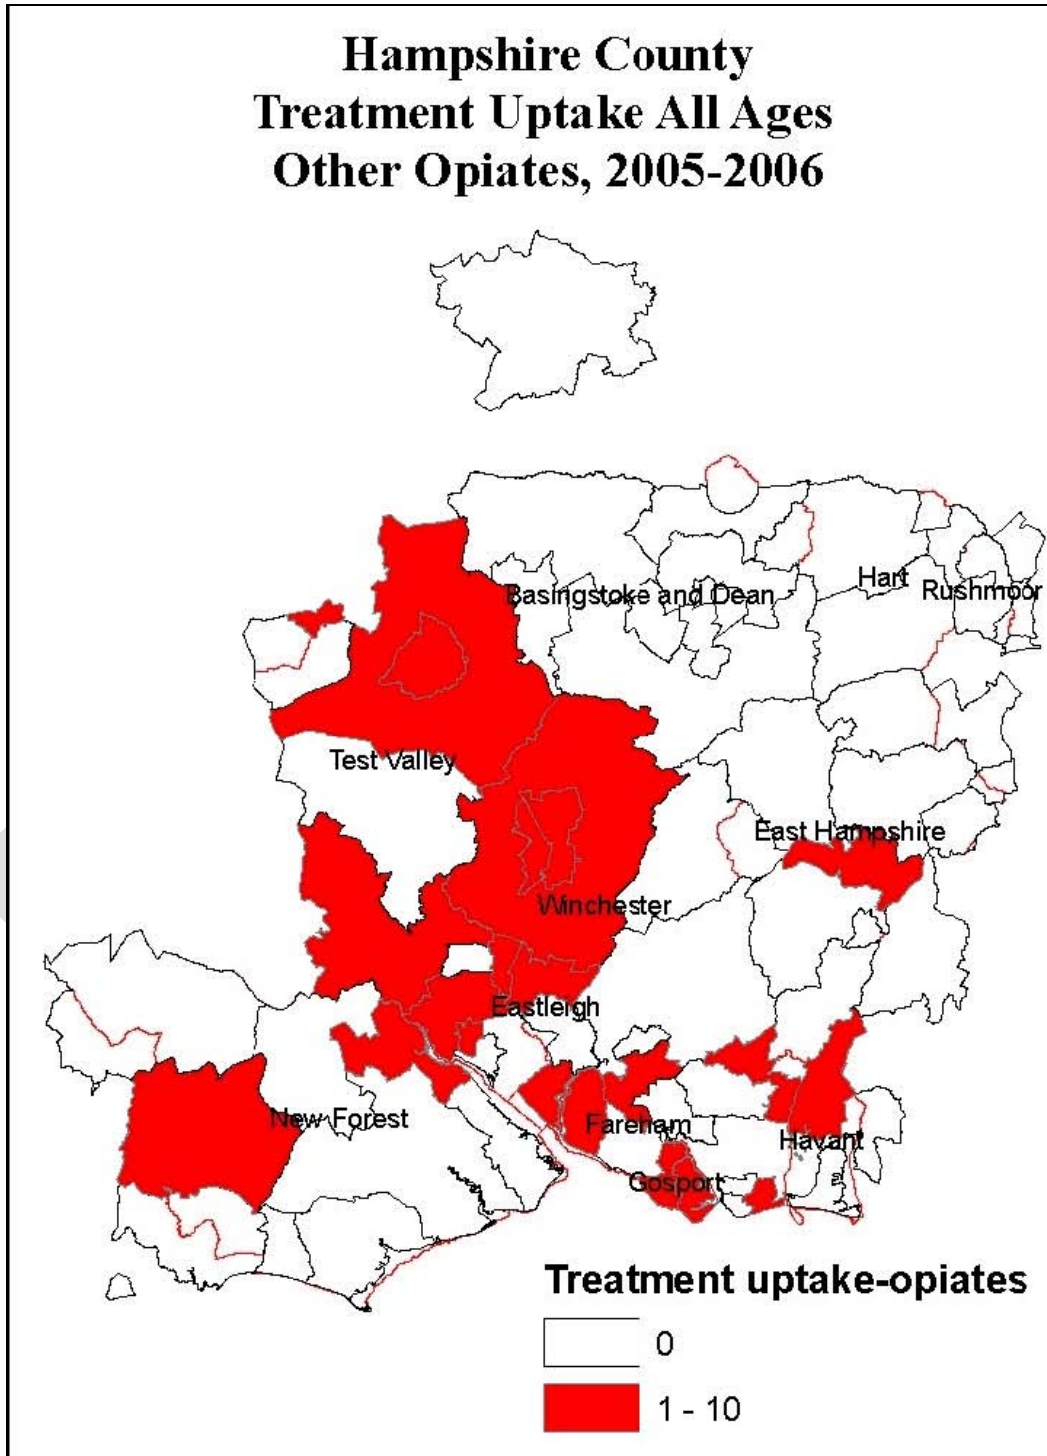 Hampshire County
Treatment Uptake All Ages
Other Opiates, 2005-2006
Basingstoke and Dean
Hart
Rushmoor
Test Valley
East Hampshire
Winchester
Eastleigh
New Forest
Fareham
Havant
Gosport
Treatment uptake-opiates
0
1 - 10